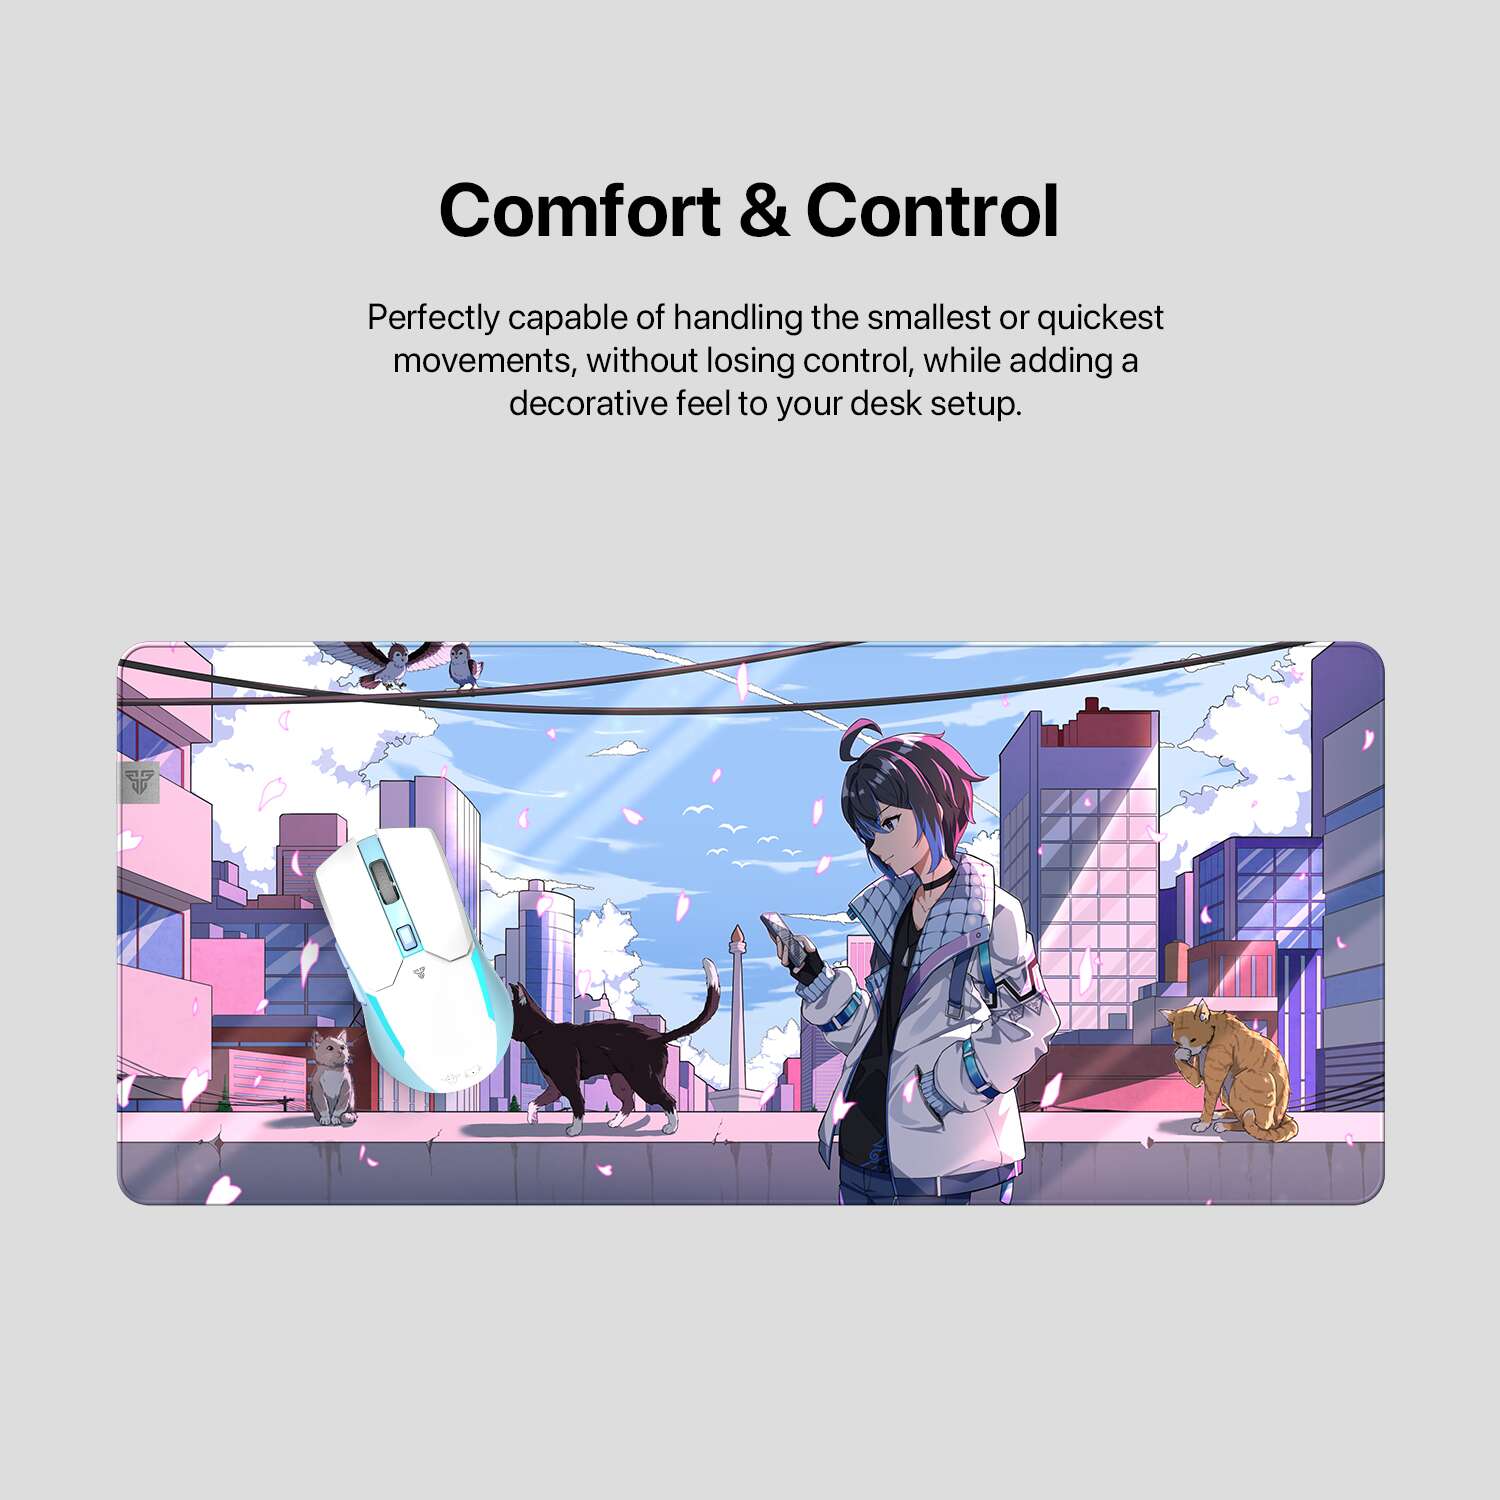 Comfort & Control
Perfectly capable of handling the smallest or quickest
movements, without losing control, while adding a
decorative feel to your desk setup.